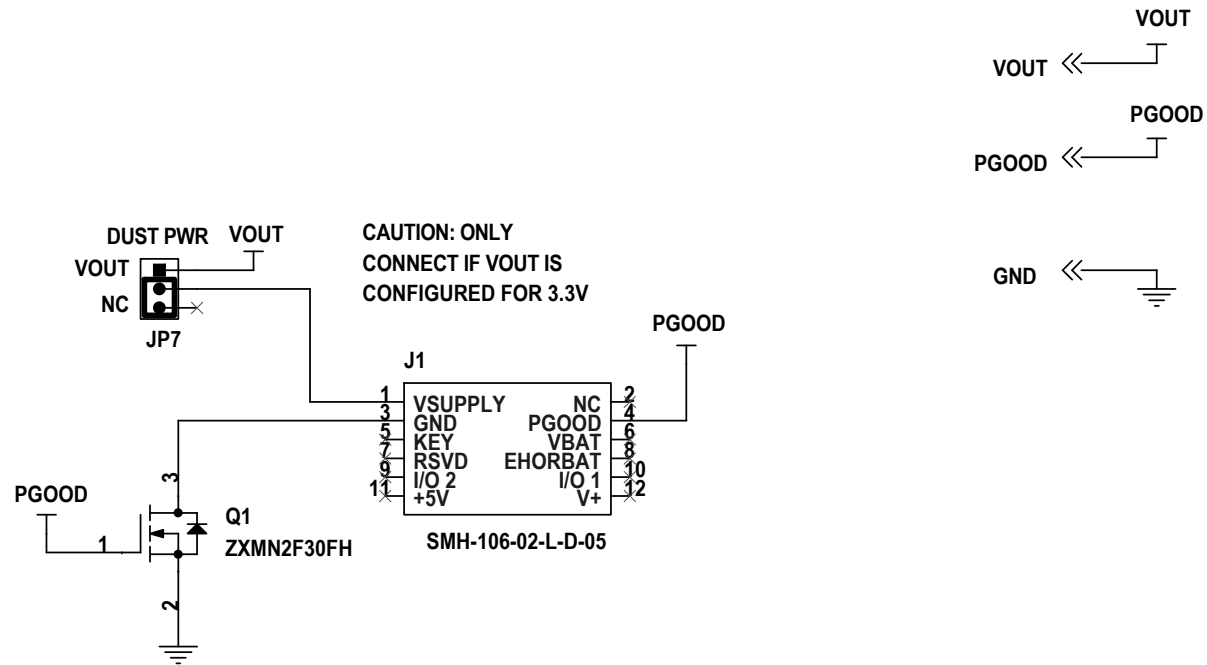 VOUT
VOUT
PGOOD
PGOOD
GND
DUST PWR
VOUT
VOUT
NC
JP7
CAUTION: ONLY
CONNECT IF VOUT IS
CONFIGURED FOR 3.3V
PGOOD
J1
1 VSUPPLY NC 2
3 GND PGOOD 4
5 KEY VBAT 6
7 RSVD EHORBAT 8
9 I/O 2 I/O 1 10
11 +5V V+ 12
SMH-106-02-L-D-05
PGOOD
1
3
2
Q1
ZXMN2F30FH